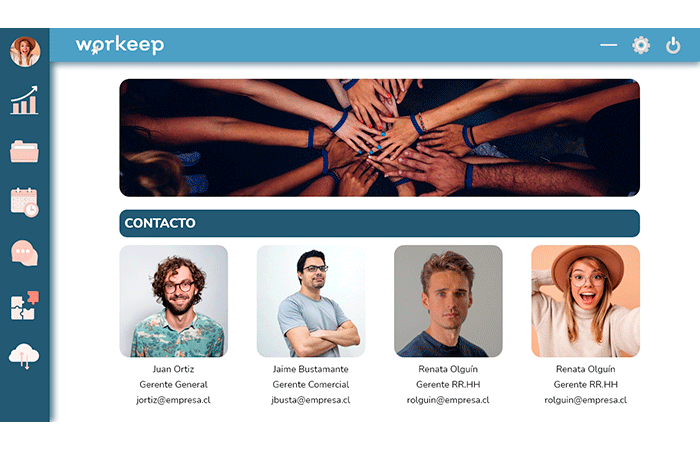 workeep
CONTACTO
Juan Ortiz
Gerente General
jortiz@empresa.cl
Jaime Bustamante
Gerente Comercial
jbusta@empresa.cl
Renata Olguín
Gerente RR.HH
rolguin@empresa.cl
Renata Olguín
Gerente RR.HH
rolguin@empresa.cl